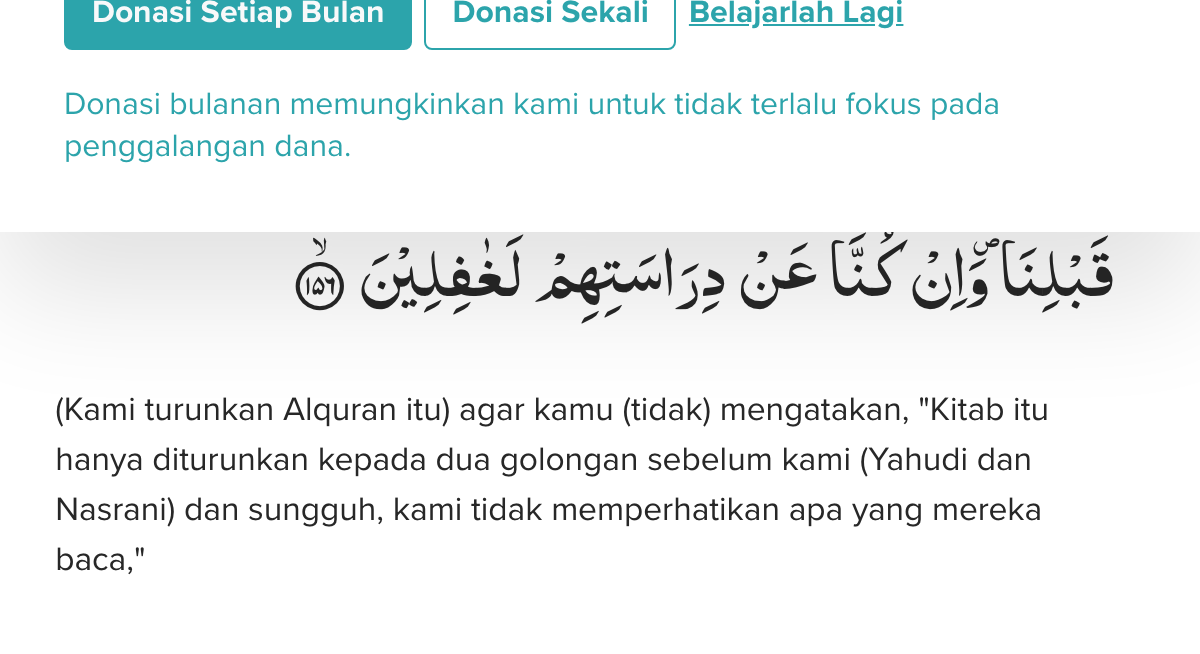 Donasi Setiap Bulan Donasi Sekali Belajarlah Lagi
Donasi bulanan memungkinkan kami untuk tidak terlalu fokus pada
penggalangan dana.
قَبْلِنَاۖ وَاِنْ كُنَّا عَنْ دِرَاسَتِهِمْ لَغٰفِلِيْنَۙ ۝١٥٦
(Kami turunkan Alquran itu) agar kamu (tidak) mengatakan, "Kitab itu
hanya diturunkan kepada dua golongan sebelum kami (Yahudi dan
Nasrani) dan sungguh, kami tidak memperhatikan apa yang mereka
baca,"